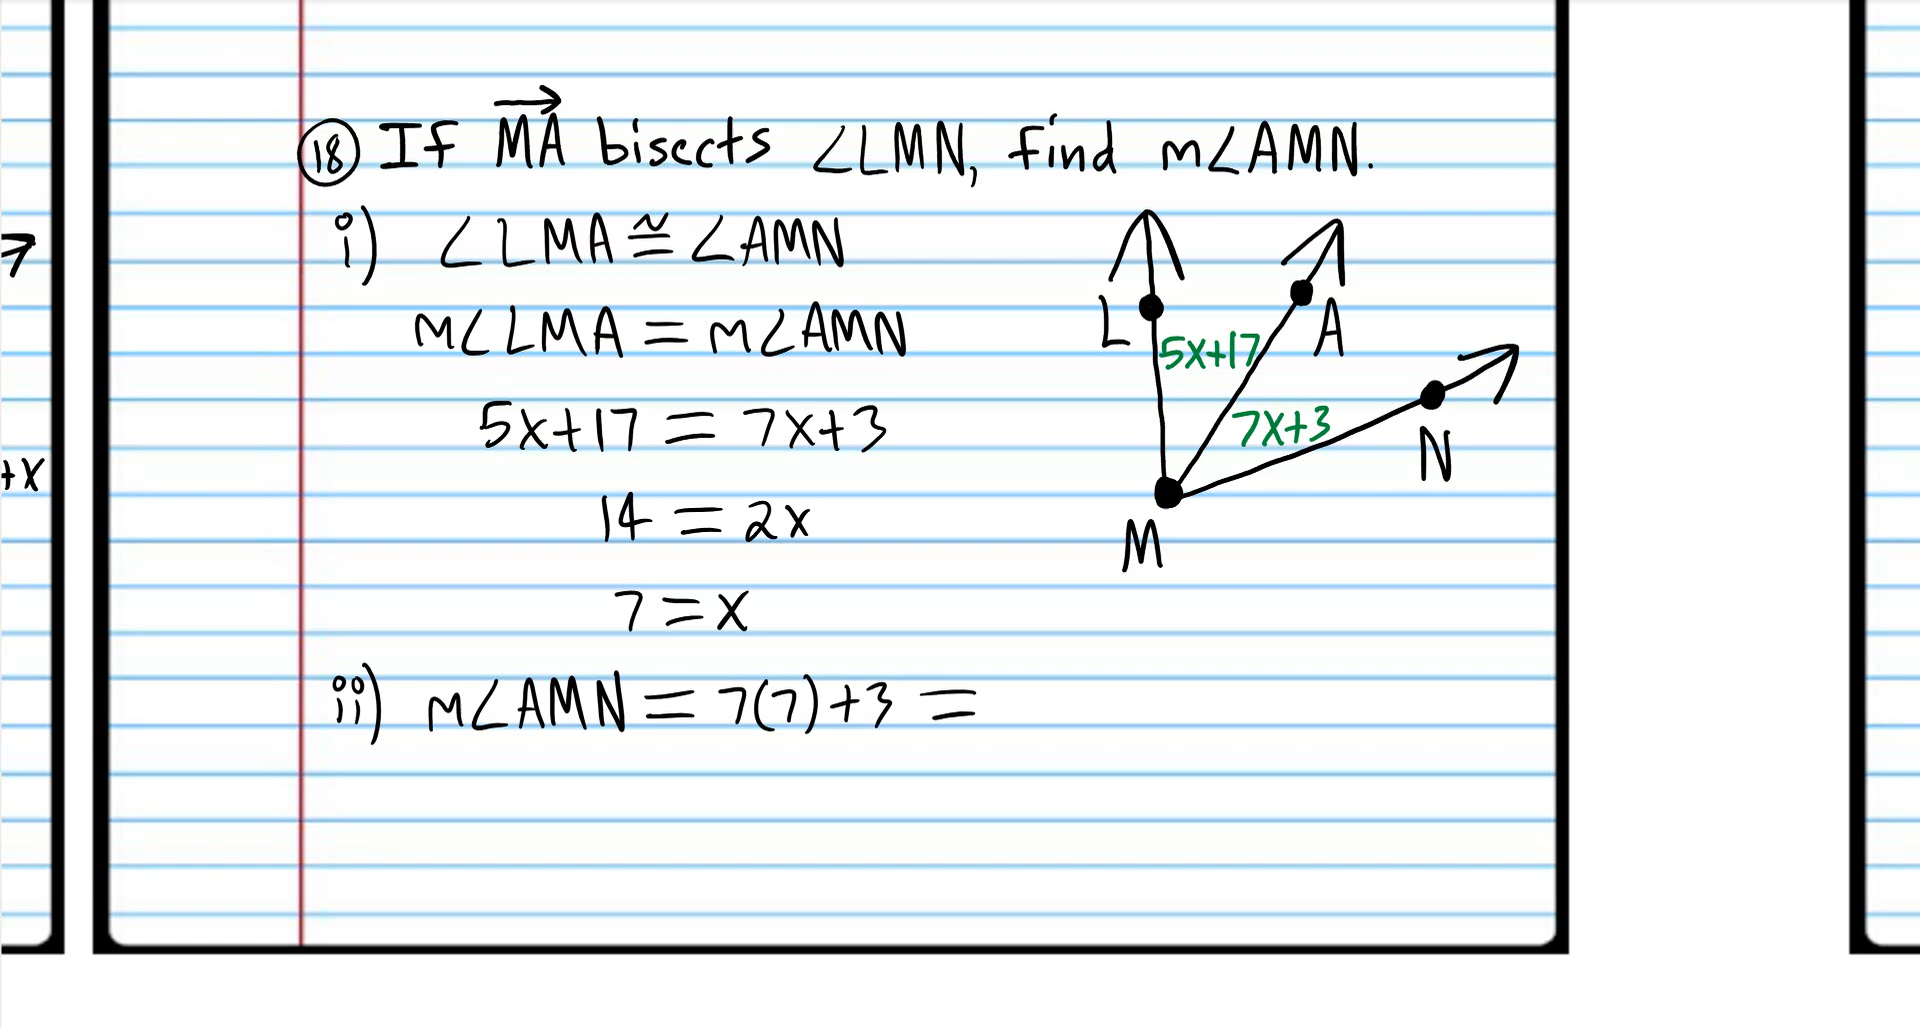 18 If MA bisects ∠LMN, find m∠AMN.
i) ∠LMA ≅ ∠AMN
m∠LMA = m∠AMN
5x+17 = 7x+3
14 = 2x
7 = x
ii) m∠AMN = 7(7)+3 =
L
A
5x+17
7x+3
N
M
+x